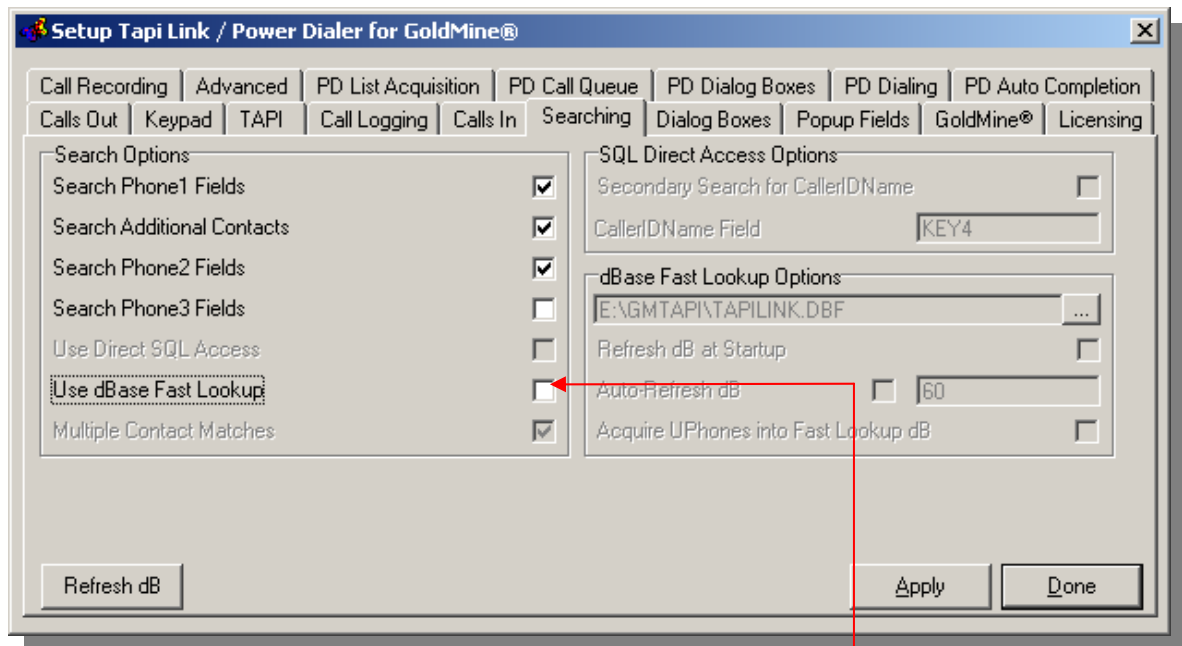 Setup Tapi Link / Power Dialer for GoldMine®
Call Recording Advanced PD List Acquisition PD Call Queue PD Dialog Boxes PD Dialing PD Auto Completion
Calls Out Keypad TAPI Call Logging Calls In Searching Dialog Boxes Popup Fields GoldMine® Licensing
Search Options
Search Phone1 Fields
Search Additional Contacts
Search Phone2 Fields
Search Phone3 Fields
Use Direct SQL Access
Use dBase Fast Lookup
Multiple Contact Matches
SQL Direct Access Options
Secondary Search for CallerIDName
CallerIDName Field KEY4
dBase Fast Lookup Options
E:\GMTAPI\TAPILINK.DBF ...
Refresh dB at Startup
Auto-Refresh dB 60
Acquire UPhones into Fast Lookup dB
Refresh dB
Apply Done